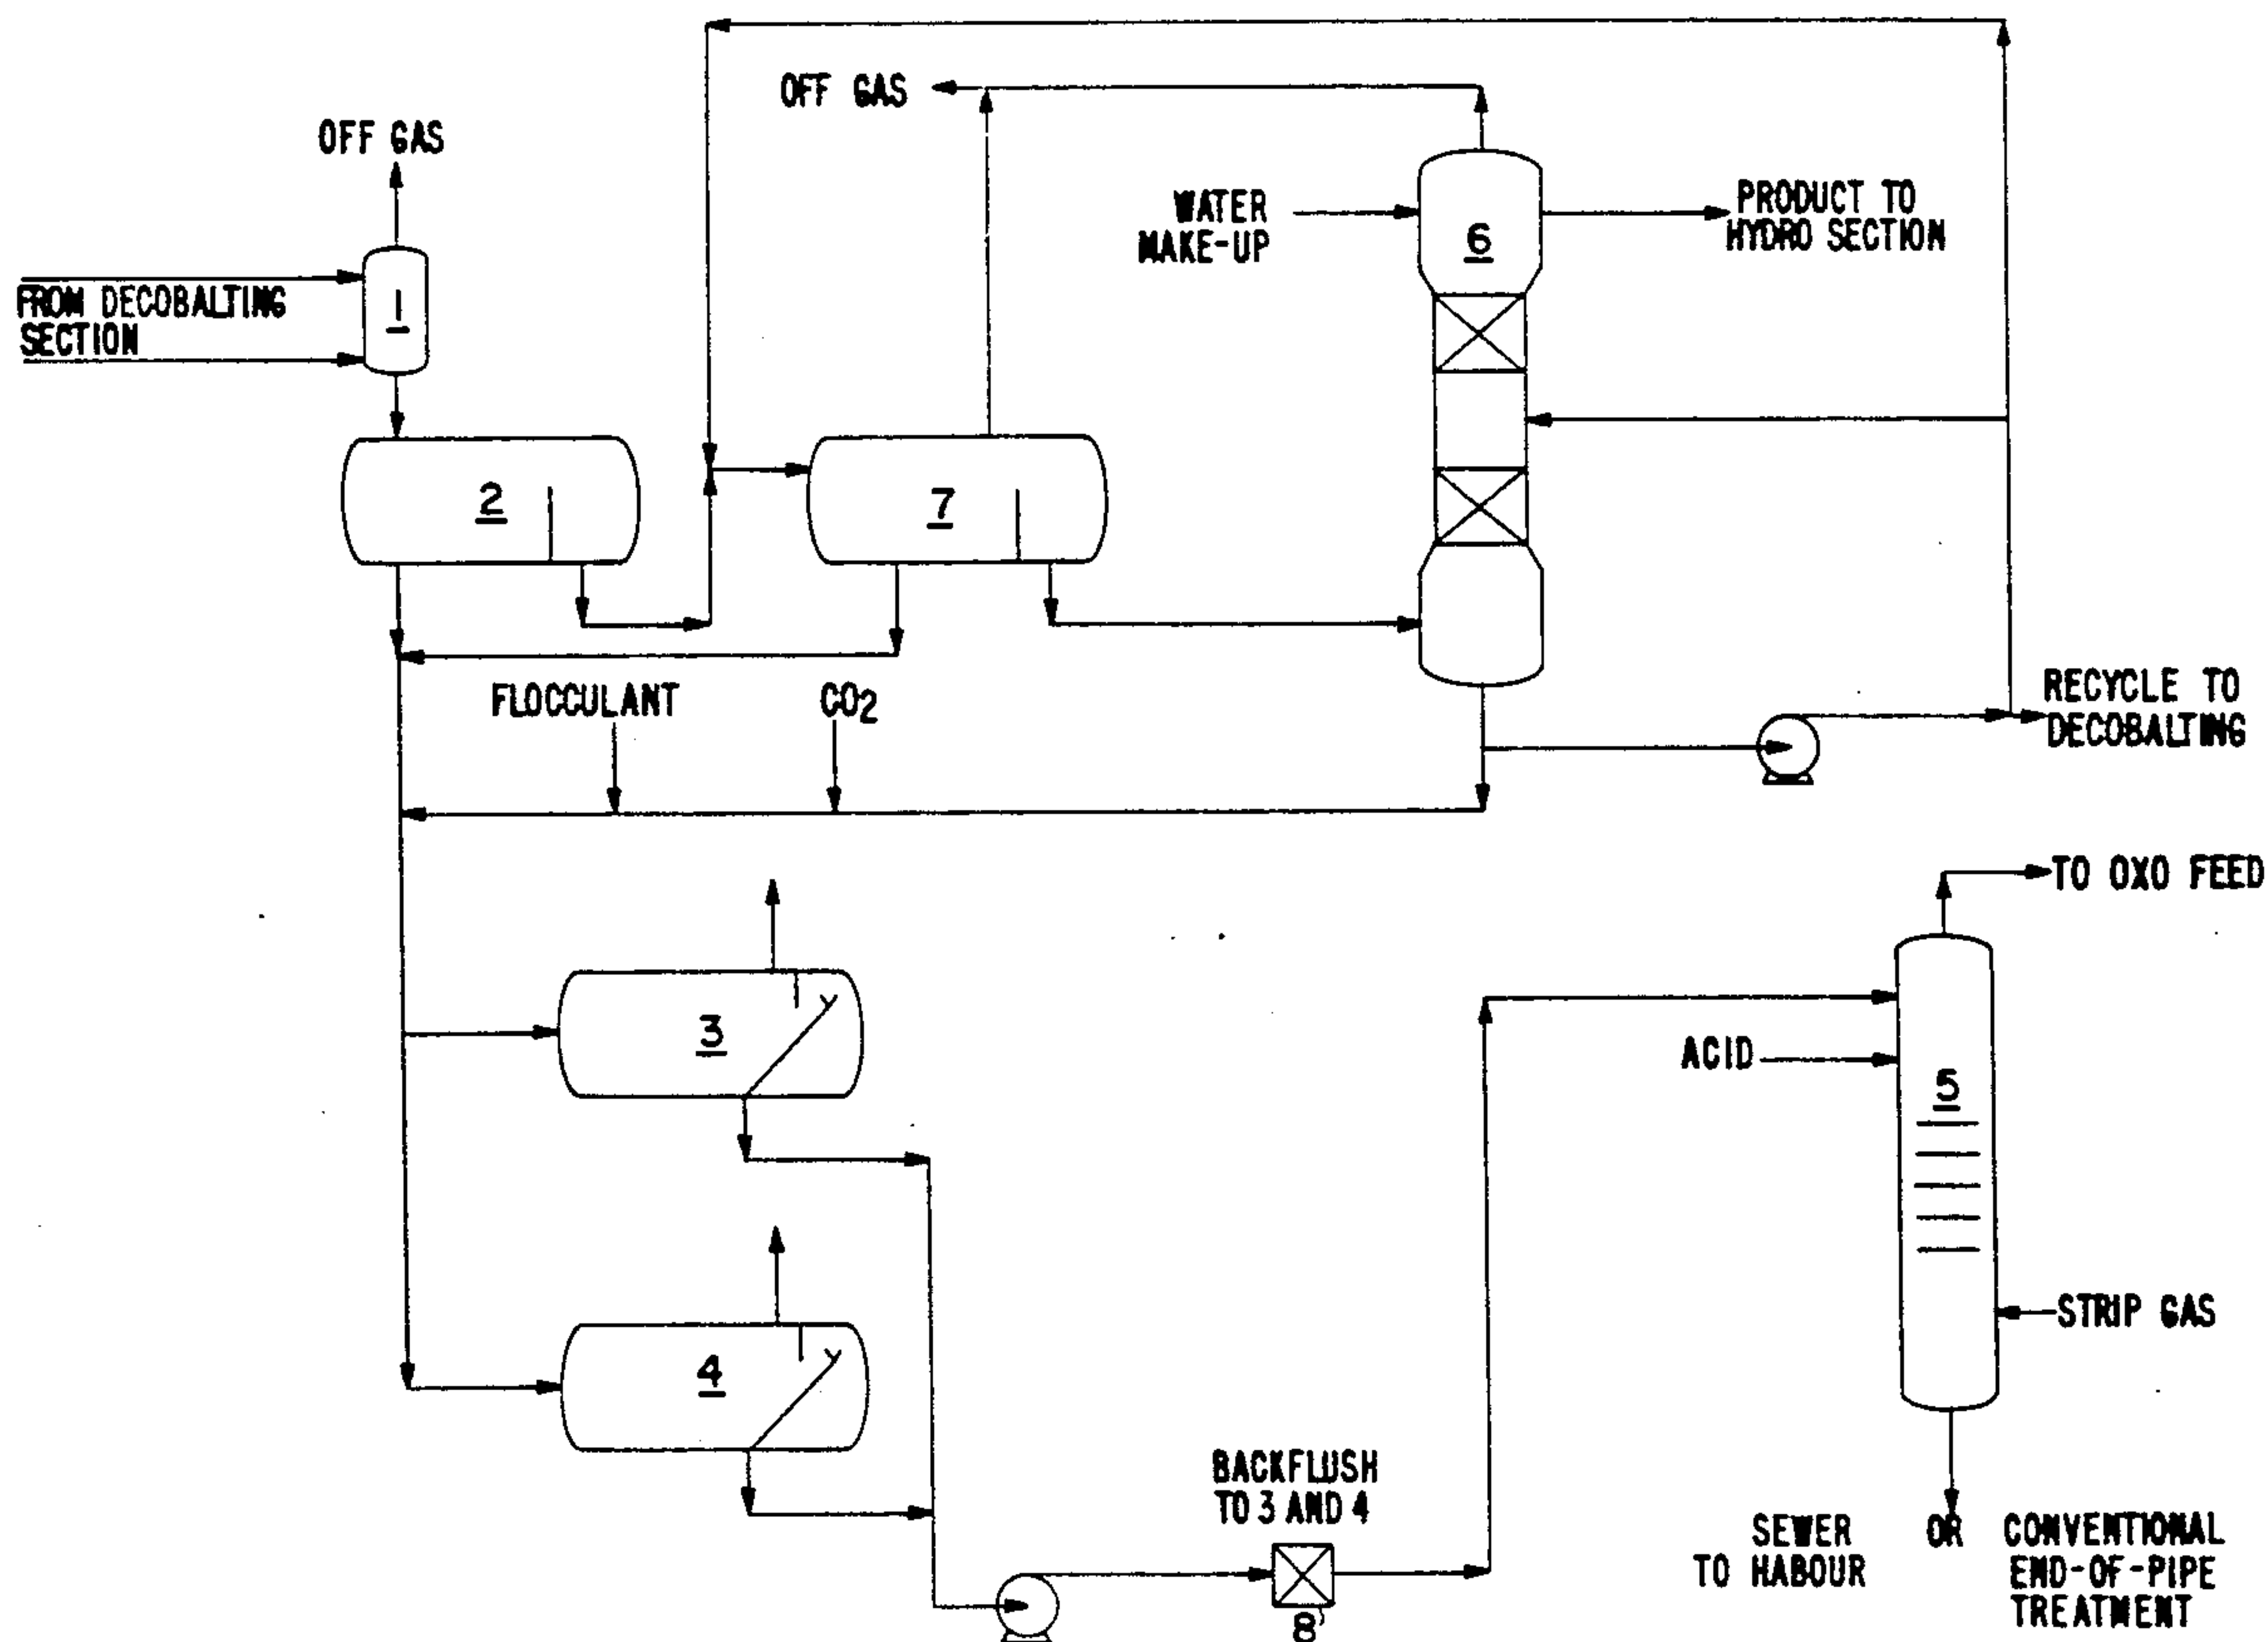 OFF GAS
OFF GAS
WATER
MAKE-UP
6
PRODUCT TO
HYDRO SECTION
FROM DECOBALTING
SECTION
1
2
7
FLOCCULANT
CO2
RECYCLE TO
DECOBALTING
TO OXO FEED
3
ACID
5
STRIP GAS
4
BACKFLUSH
TO 3 AND 4
8
SEWER OR CONVENTIONAL
TO HABOUR END-OF-PIPE
TREATMENT